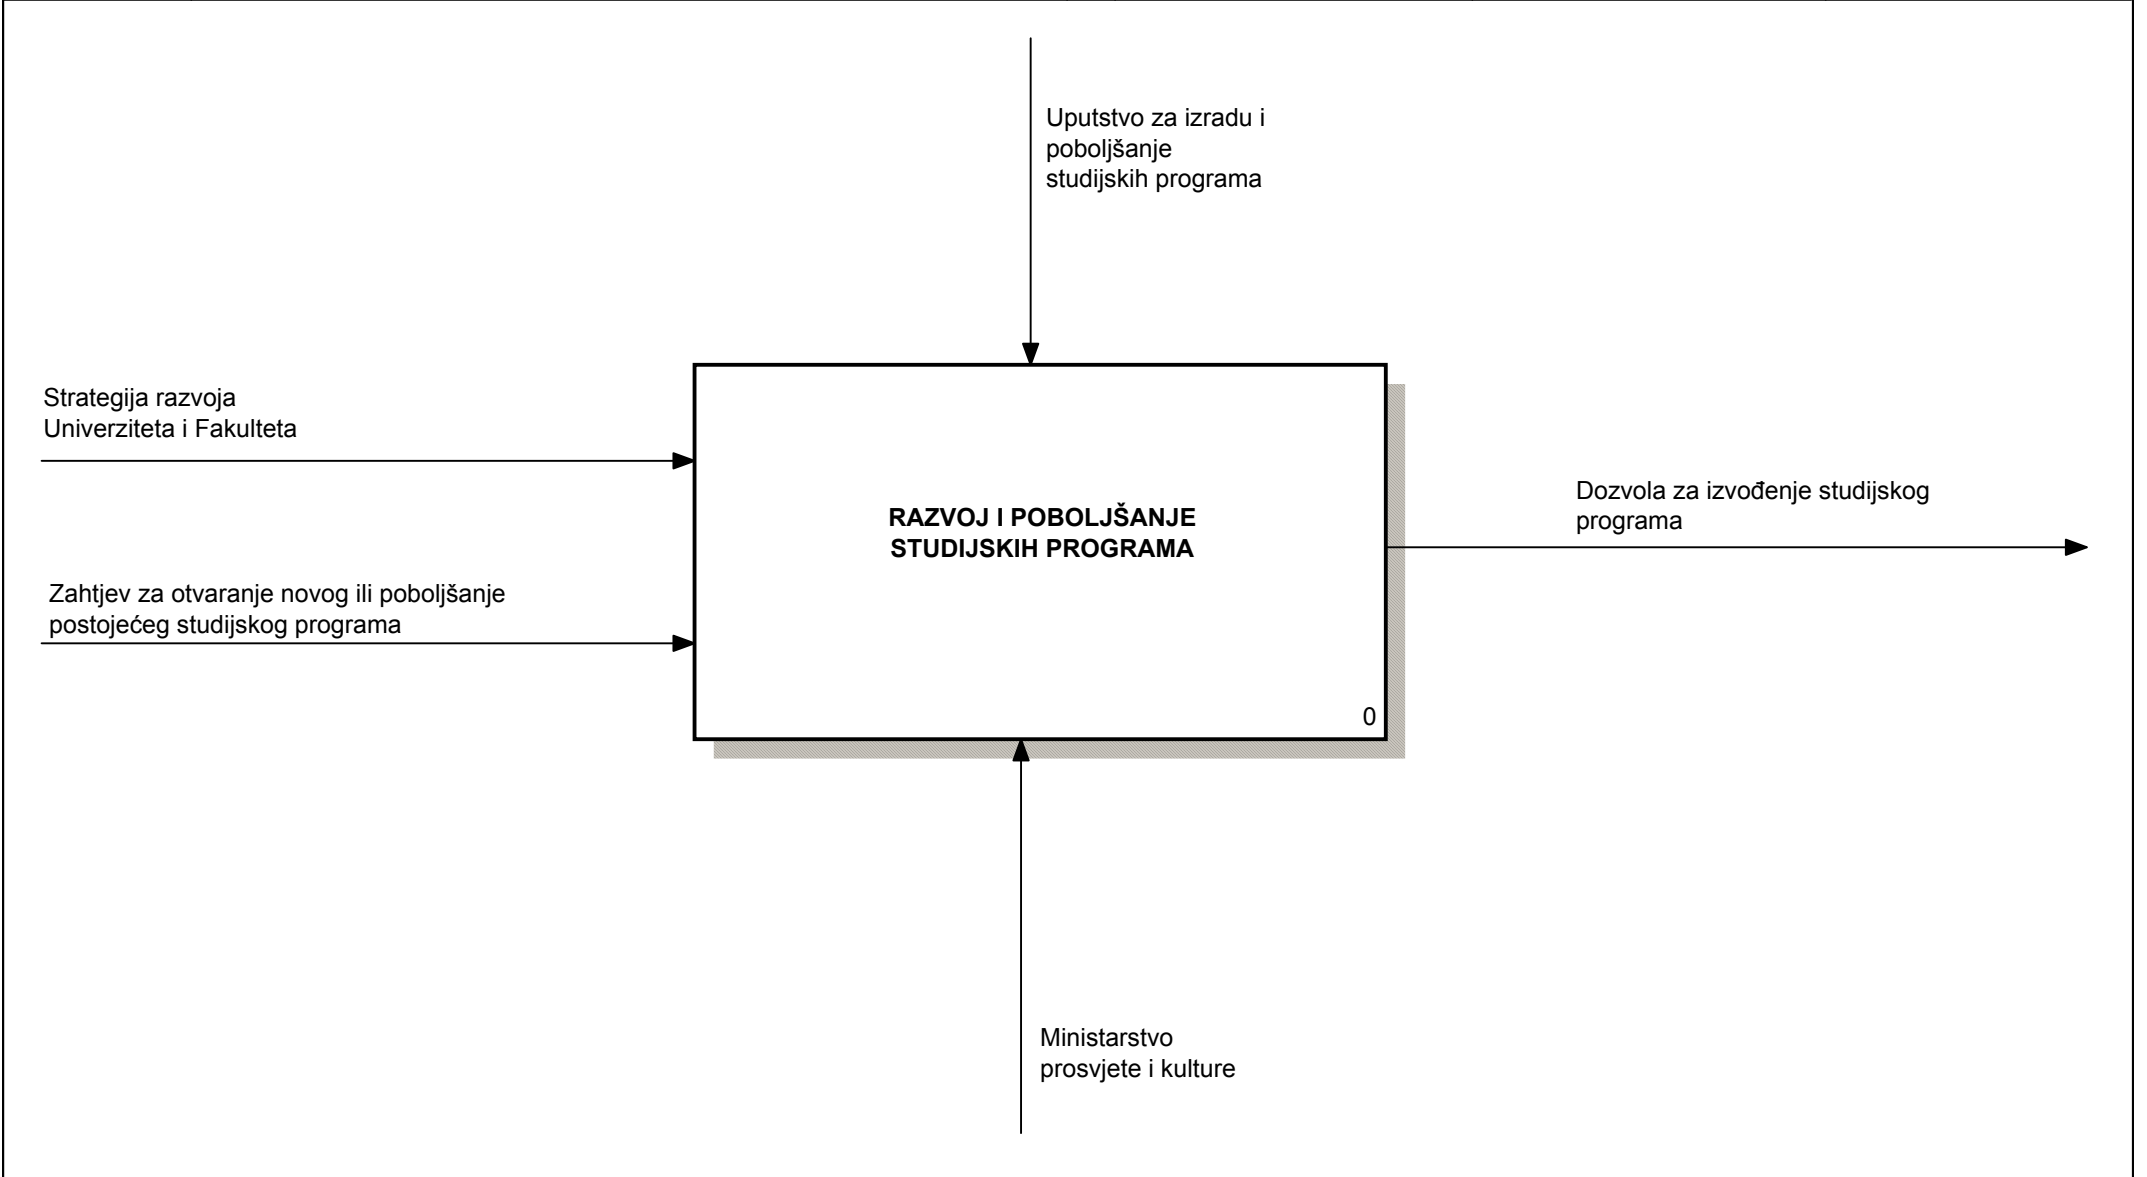 Uputstvo za izradu i
poboljšanje
studijskih programa
Strategija razvoja
Univerziteta i Fakulteta
RAZVOJ I POBOLJŠANJE
STUDIJSKIH PROGRAMA
Dozvola za izvođenje studijskog
programa
Zahtjev za otvaranje novog ili poboljšanje
postojećeg studijskog programa
0
Ministarstvo
prosvjete i kulture